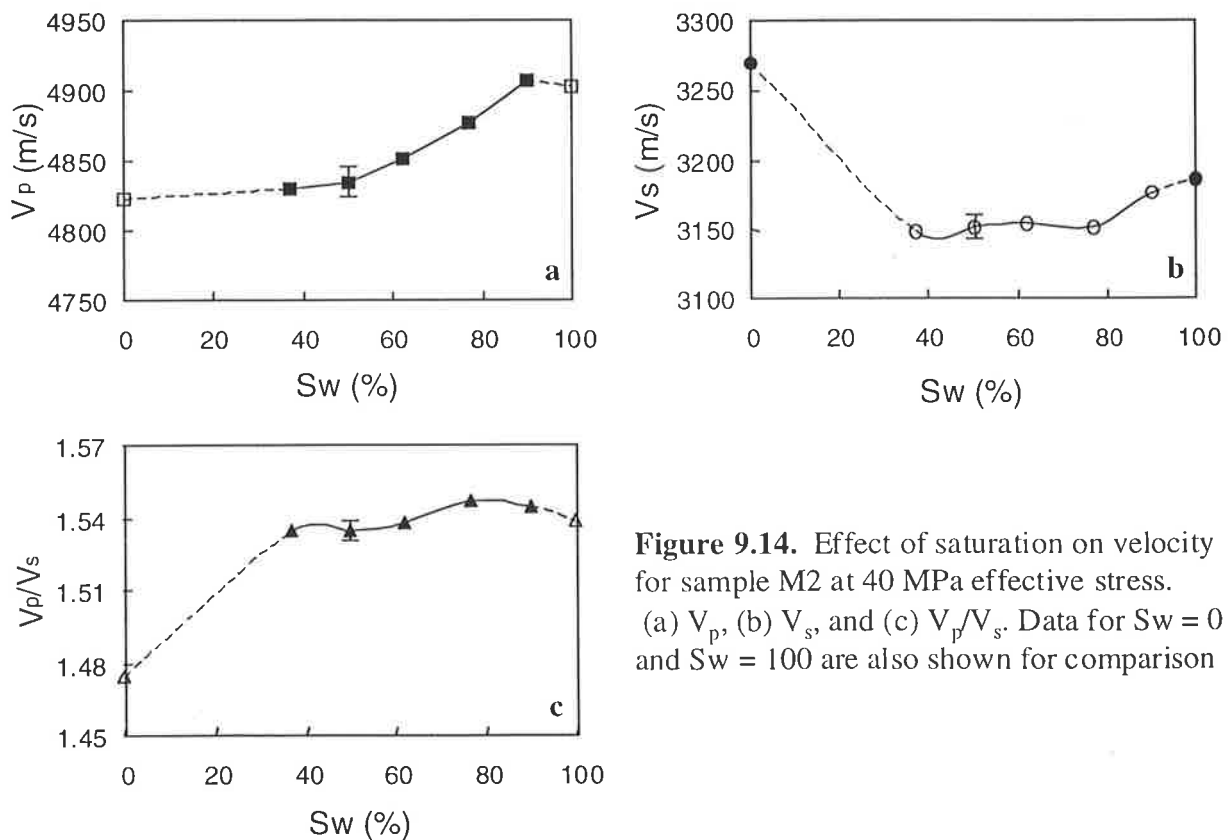 4950
4900
4850
4800
4750
Vp (m/s)
a
0 20 40 60 80 100
Sw (%)
3300
3250
3200
3150
3100
Vs (m/s)
b
0 20 40 60 80 100
Sw (%)
1.57
1.54
1.51
1.48
1.45
Vp/Vs
c
0 20 40 60 80 100
Sw (%)
Figure 9.14. Effect of saturation on velocity
for sample M2 at 40 MPa effective stress.
(a) Vp, (b) Vs, and (c) Vp/Vs. Data for Sw = 0
and Sw = 100 are also shown for comparison